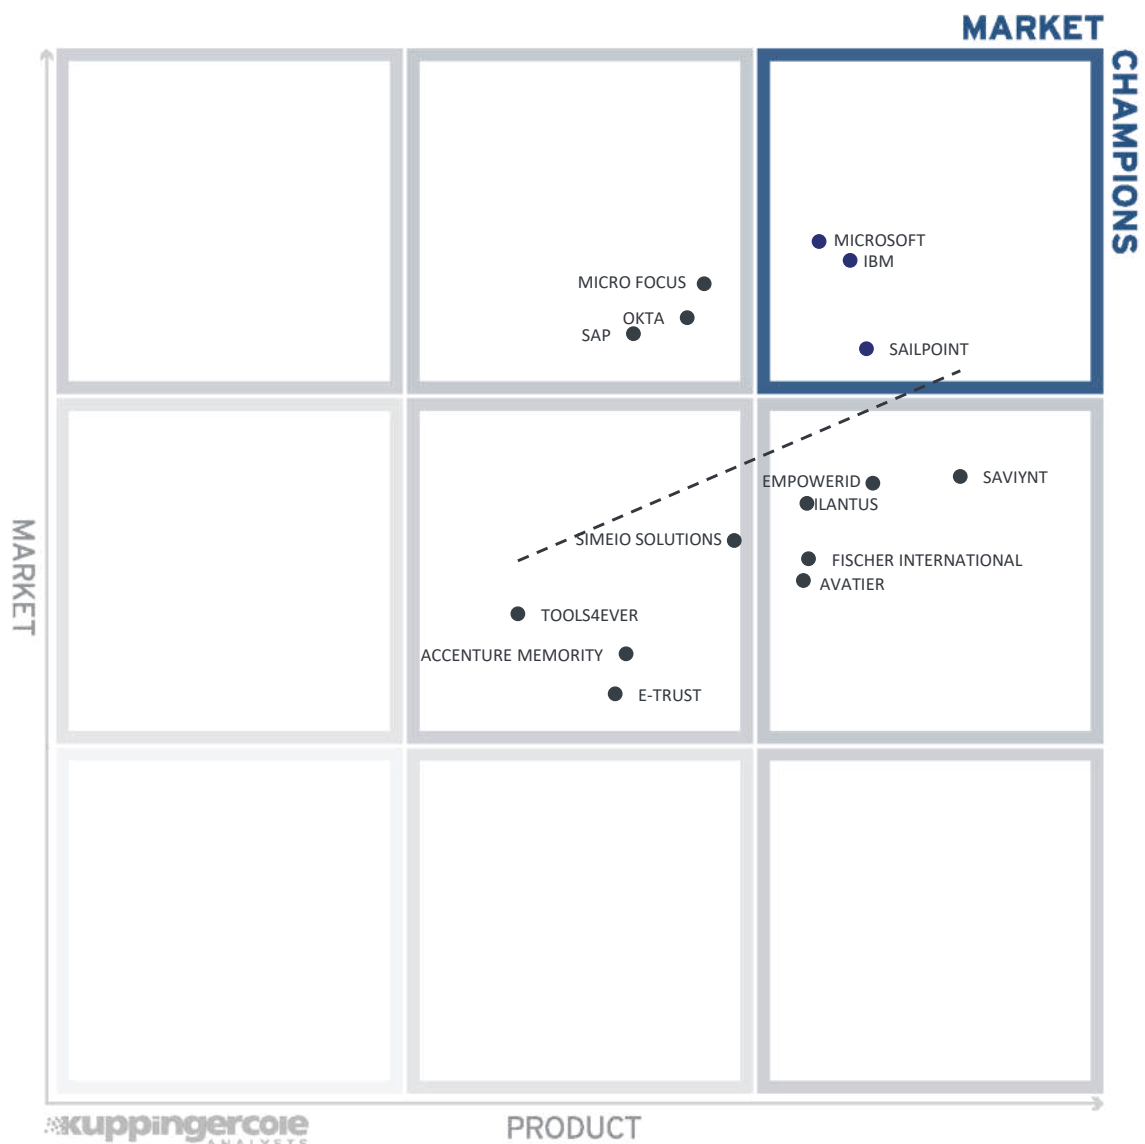 MARKET
CHAMPIONS
MICROSOFT
IBM
MICRO FOCUS
OKTA
SAP
SAILPOINT
EMPOWERID
SAVIYNT
ILANTUS
SIMEIO SOLUTIONS
FISCHER INTERNATIONAL
AVATIER
MARKET
TOOLS4EVER
ACCENTURE MEMORITY
E-TRUST
kuppingercole
ANALYSTS
PRODUCT